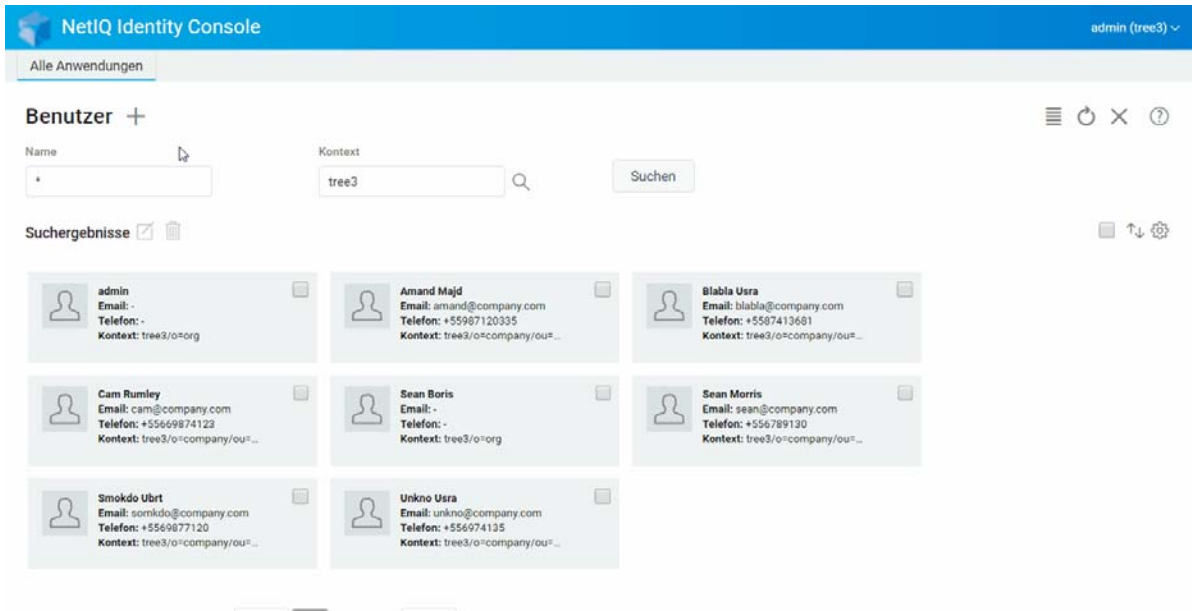 NetIQ Identity Console
admin (tree3)
Alle Anwendungen
Benutzer
Name
Kontext
*
tree3
Suchen
Suchergebnisse
admin
Email: -
Telefon: -
Kontext: tree3/o=org
Amand Majd
Email: amand@company.com
Telefon: +55987120335
Kontext: tree3/o=company/ou=...
Blabla Usra
Email: blabla@company.com
Telefon: +5587413681
Kontext: tree3/o=company/ou=...
Cam Rumley
Email: cam@company.com
Telefon: +55669874123
Kontext: tree3/o=company/ou=...
Sean Boris
Email: -
Telefon: -
Kontext: tree3/o=org
Sean Morris
Email: sean@company.com
Telefon: +556789130
Kontext: tree3/o=company/ou=...
Smokdo Ubrt
Email: somkdo@company.com
Telefon: +5569877120
Kontext: tree3/o=company/ou=...
Unkno Usra
Email: unkno@company.com
Telefon: +556974135
Kontext: tree3/o=company/ou=...